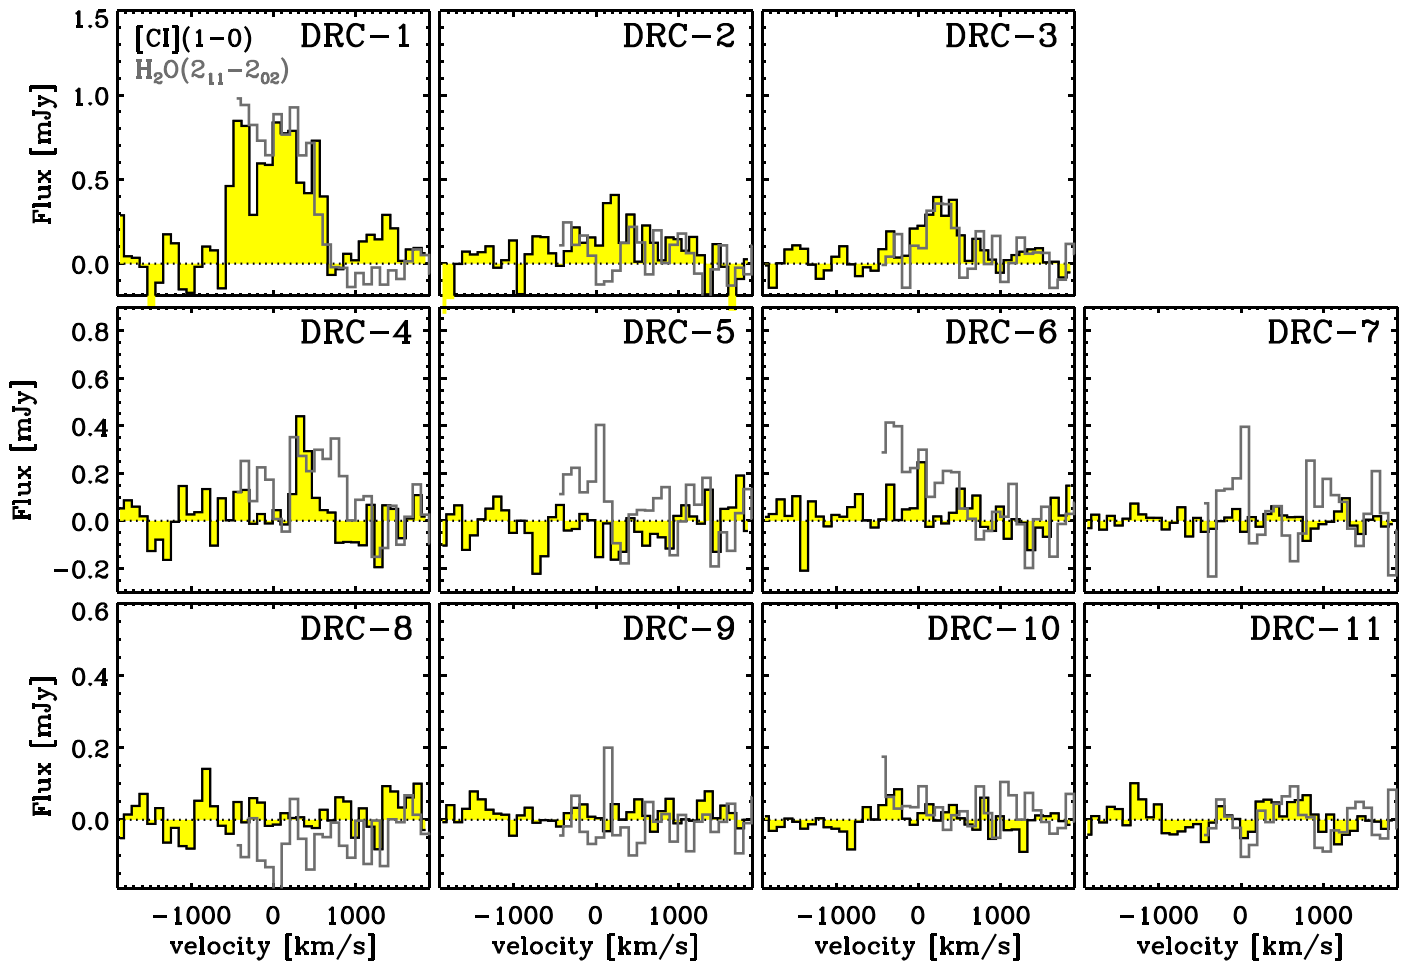 1.5 [CI](1−0) DRC−1 DRC−2 DRC−3
H₂O(2₁₁−2₀₂)
1.0
0.5
0.0
Flux [mJy]
0.8 DRC−4 DRC−5 DRC−6 DRC−7
0.6
0.4
0.2
0.0
−0.2
Flux [mJy]
0.6 DRC−8 DRC−9 DRC−10 DRC−11
0.4
0.2
0.0
Flux [mJy]
−1000 0 1000 −1000 0 1000 −1000 0 1000 −1000 0 1000
velocity [km/s] velocity [km/s] velocity [km/s] velocity [km/s]